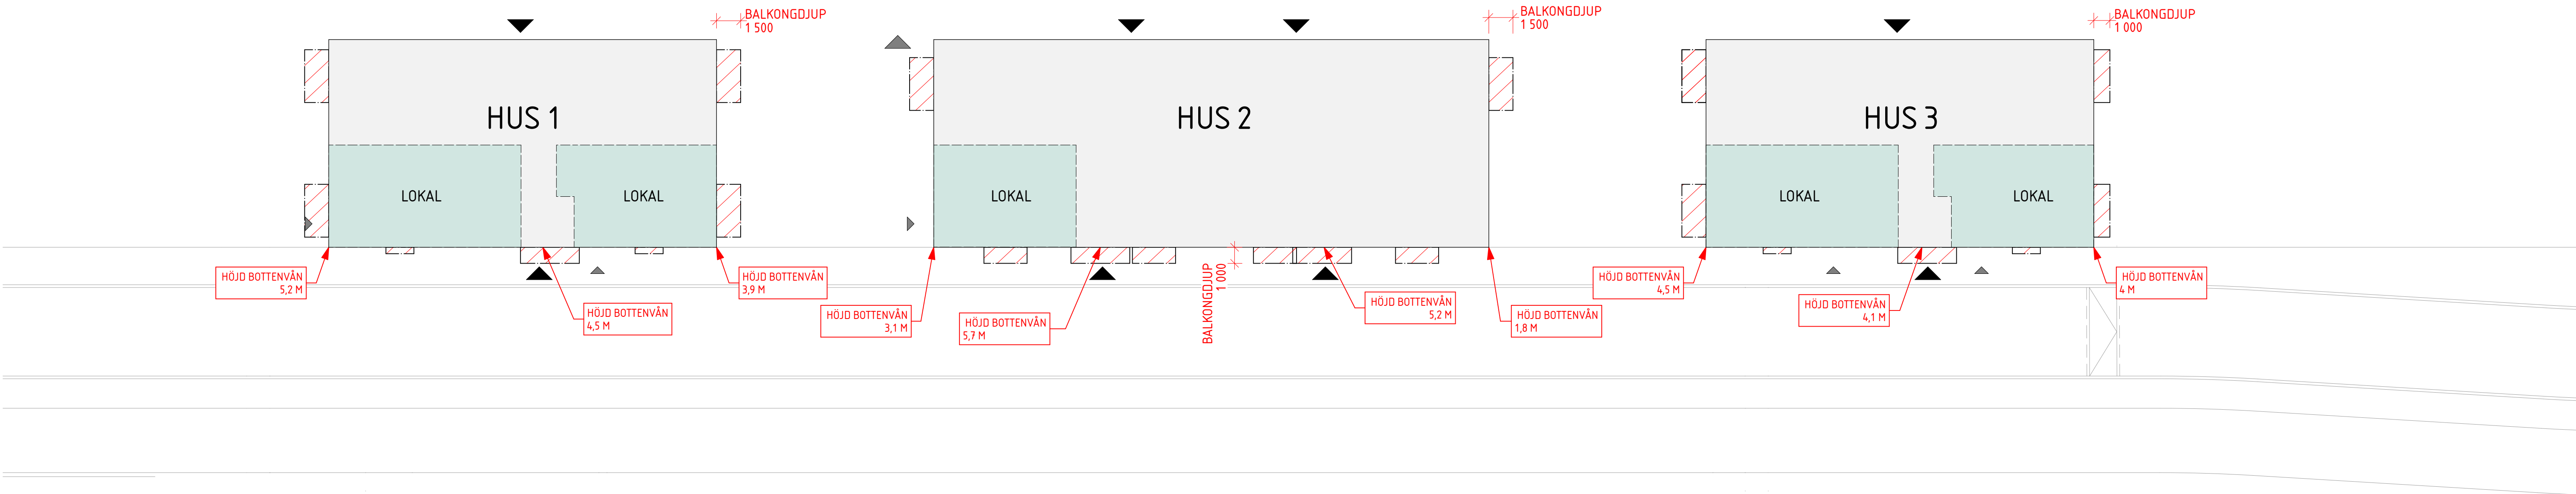 BALKONGDJUP
1 500
BALKONGDJUP
1 500
BALKONGDJUP
1 000
HUS 1
HUS 2
HUS 3
LOKAL
LOKAL
LOKAL
LOKAL
LOKAL
HÖJD BOTTENVÅN
5,2 M
HÖJD BOTTENVÅN
4,5 M
HÖJD BOTTENVÅN
3,9 M
HÖJD BOTTENVÅN
3,1 M
HÖJD BOTTENVÅN
5,7 M
BALKONGDJUP
1 000
HÖJD BOTTENVÅN
5,2 M
HÖJD BOTTENVÅN
1,8 M
HÖJD BOTTENVÅN
4,5 M
HÖJD BOTTENVÅN
4,1 M
HÖJD BOTTENVÅN
4 M